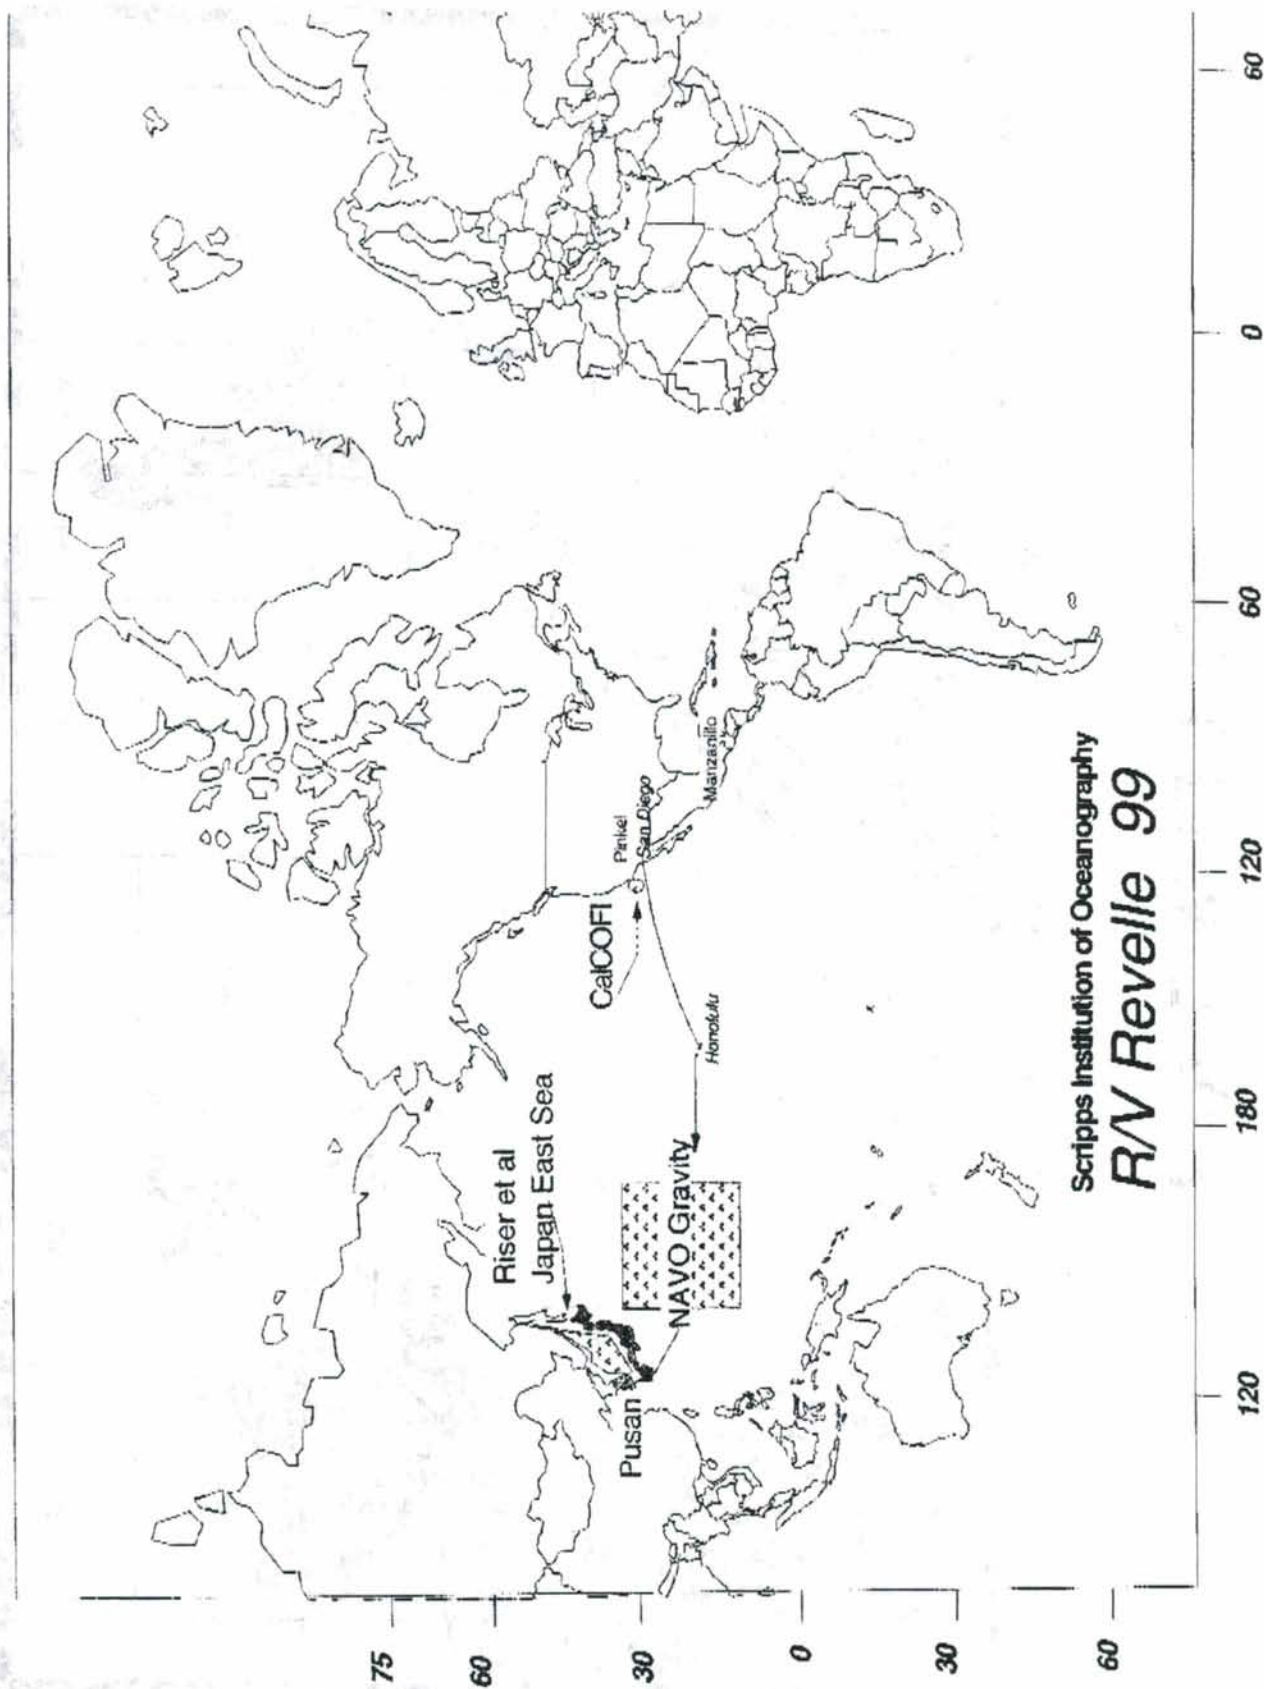 75
60
30
0
30
60
Riser et al
Japan East Sea
Pusan
NAVO Gravity
CalCOFI
Pinkel
San Diego
Manzanillo
Honolulu
Scripps Institution of Oceanography
R/V Revelle 99
120
180
120
60
0
60